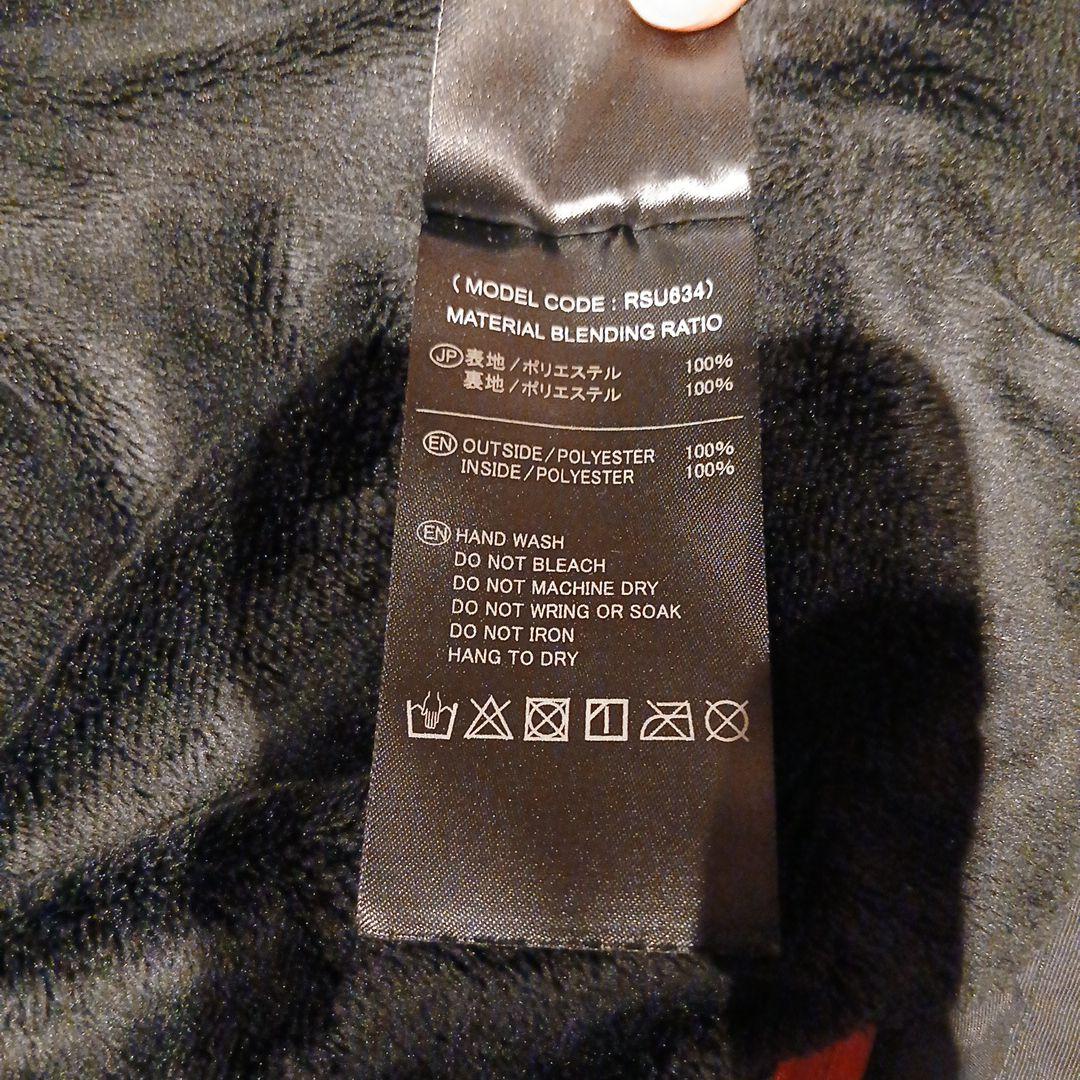 ( MODEL CODE : RSU634)
MATERIAL BLENDING RATIO
JP 表地/ポリエステル 100%
裏地/ポリエステル 100%
EN OUTSIDE/POLYESTER 100%
INSIDE/POLYESTER 100%
EN HAND WASH
DO NOT BLEACH
DO NOT MACHINE DRY
DO NOT WRING OR SOAK
DO NOT IRON
HANG TO DRY